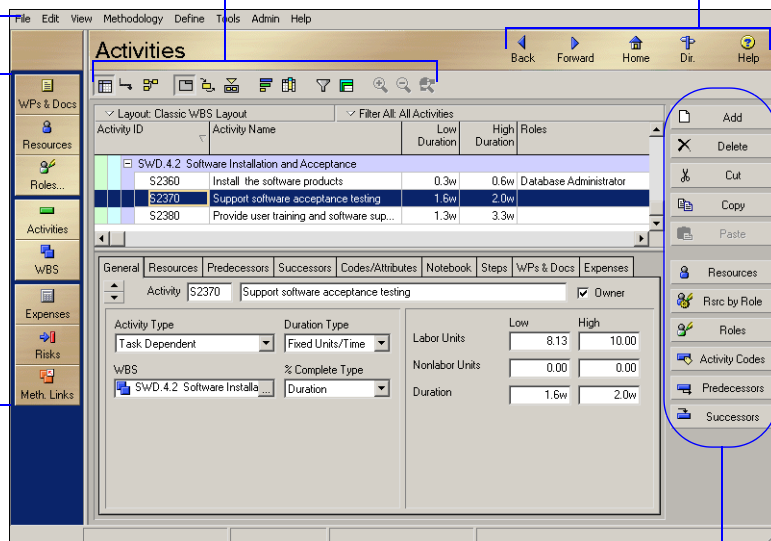 File Edit View Methodology Define Tools Admin Help
Activities
Back Forward Home Dir. Help
WPs & Docs
Resources
Roles...
Activities
WBS
Expenses
Risks
Meth. Links
Layout: Classic WBS Layout Filter All: All Activities
Activity ID Activity Name Low Duration High Duration Roles
SWD.4.2 Software Installation and Acceptance
S2360 Install the software products 0.3w 0.6w Database Administrator
S2370 Support software acceptance testing 1.6w 2.0w
S2380 Provide user training and software sup... 1.3w 3.3w
General Resources Predecessors Successors Codes/Attributes Notebook Steps WPs & Docs Expenses
Activity S2370 Support software acceptance testing Owner
Activity Type Duration Type
Task Dependent Fixed Units/Time
WBS % Complete Type
SWD.4.2 Software Installa ... Duration
Low High
Labor Units 8.13 10.00
Nonlabor Units 0.00 0.00
Duration 1.6w 2.0w
Add
Delete
Cut
Copy
Paste
Resources
Rsrc by Role
Roles
Activity Codes
Predecessors
Successors